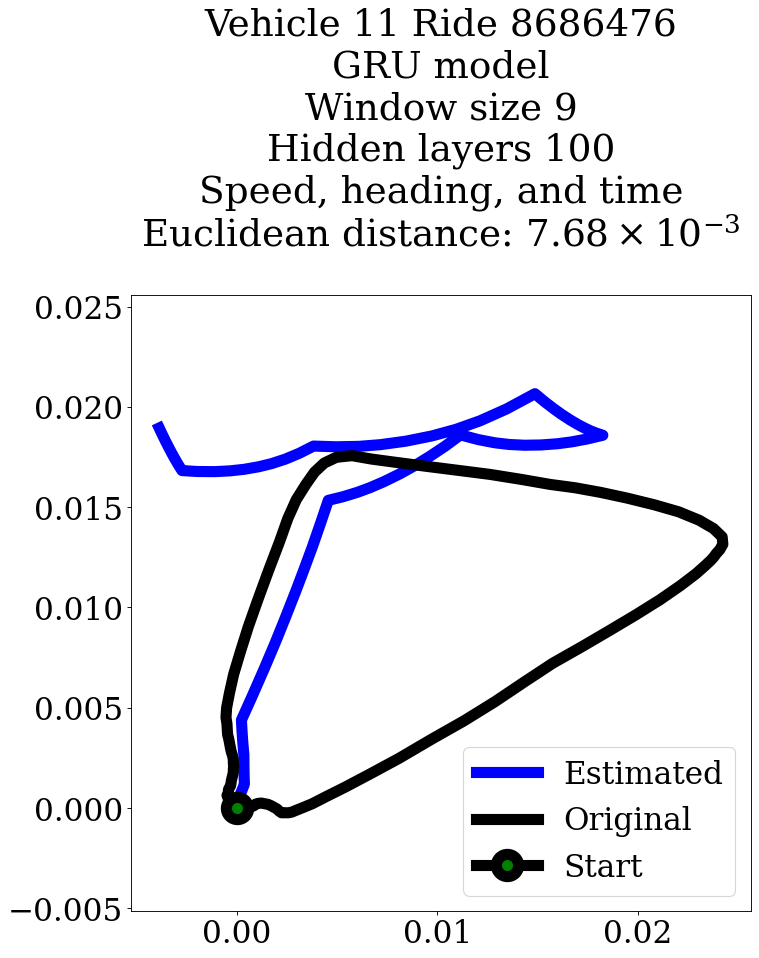 Vehicle 11 Ride 8686476
GRU model
Window size 9
Hidden layers 100
Speed, heading, and time
Euclidean distance: 7.68 × 10⁻³
0.025
0.020
0.015
0.010
0.005
0.000
−0.005
0.00
0.01
0.02
Estimated
Original
Start